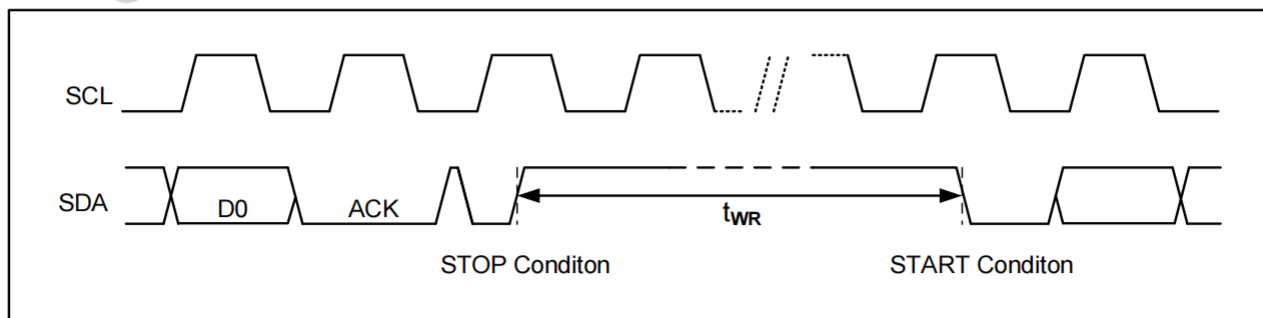 SCL
SDA
D0
ACK
tWR
STOP Conditon
START Conditon